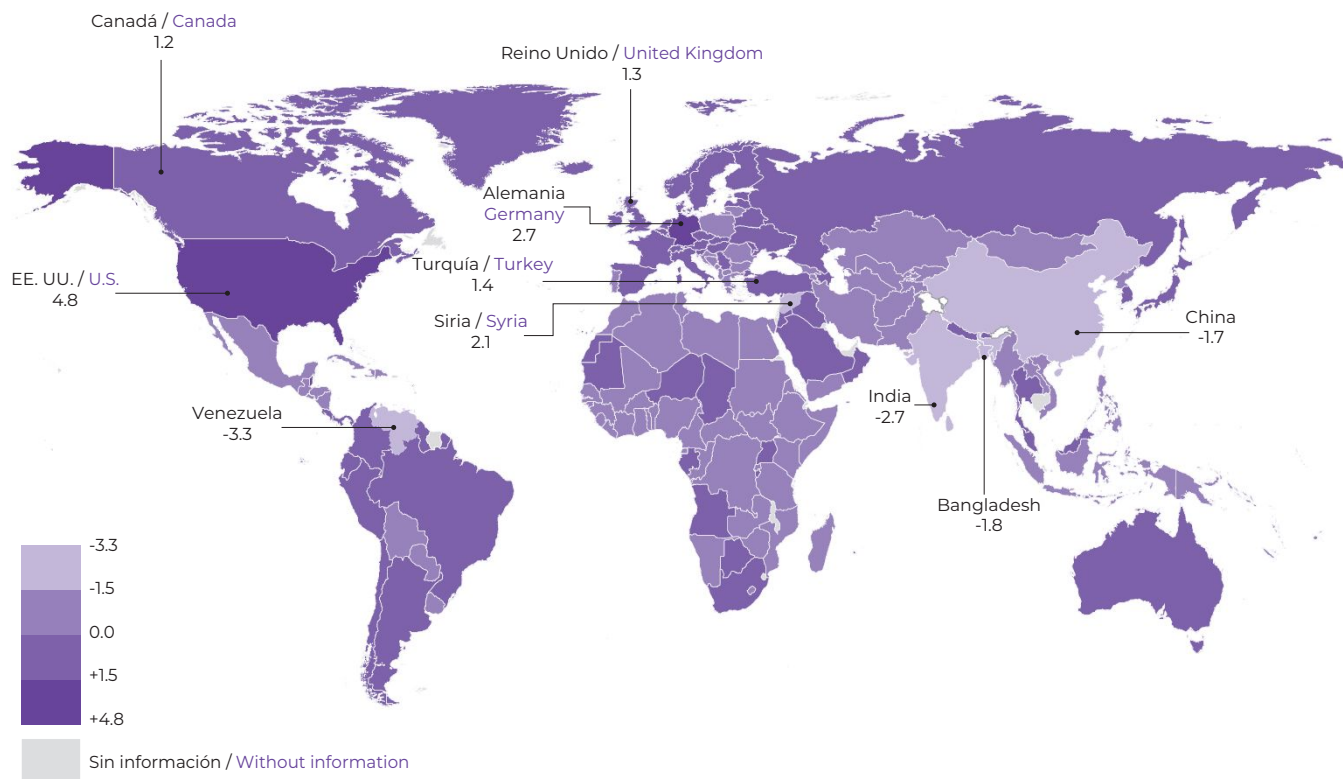 Canadá / Canada
1.2
Reino Unido / United Kingdom
1.3
Alemania
Germany
2.7
EE. UU. / U.S.
4.8
Turquía / Turkey
1.4
Siria / Syria
2.1
China
-1.7
India
-2.7
Venezuela
-3.3
Bangladesh
-1.8
-3.3
-1.5
0.0
+1.5
+4.8
Sin información / Without information